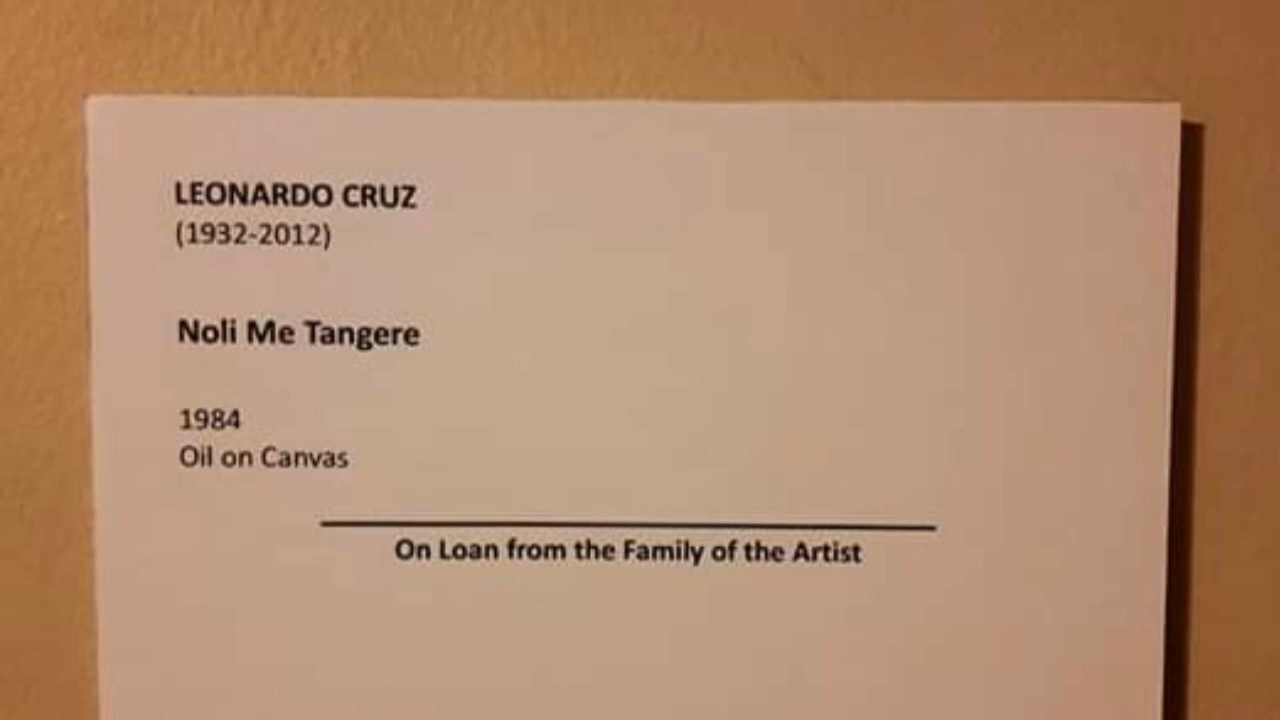 LEONARDO CRUZ
(1932-2012)
Noli Me Tangere
1984
Oil on Canvas
On Loan from the Family of the Artist